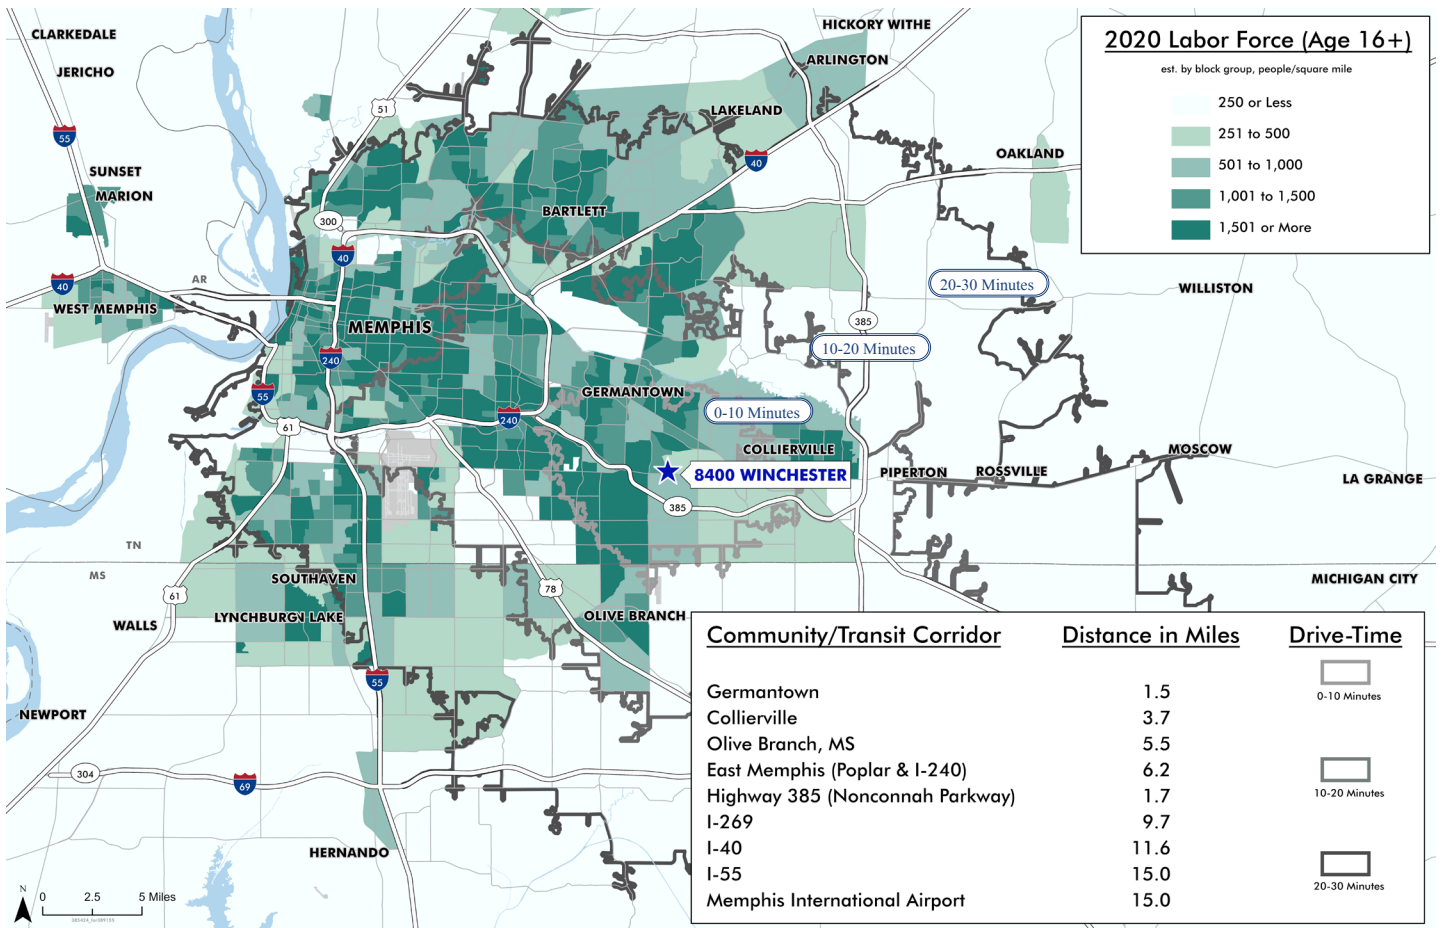 CLARKEDALE
JERICHO
HICKORY WITHE
ARLINGTON
51
55
LAKELAND
40
OAKLAND
SUNSET
MARION
BARTLETT
300
40
40
AR
WEST MEMPHIS
MEMPHIS
20-30 Minutes
WILLISTON
385
10-20 Minutes
240
55
GERMANTOWN
0-10 Minutes
240
61
COLLIERVILLE
MOSCOW
8400 WINCHESTER
PIPERTON
ROSSVILLE
LA GRANGE
385
TN
MS
SOUTHAVEN
MICHIGAN CITY
61
78
WALLS
LYNCHBURG LAKE
OLIVE BRANCH
55
NEWPORT
304
69
HERNANDO
N
0 2.5 5 Miles
2020 Labor Force (Age 16+)
est. by block group, people/square mile
250 or Less
251 to 500
501 to 1,000
1,001 to 1,500
1,501 or More
Community/Transit Corridor Distance in Miles Drive-Time
Germantown 1.5
0-10 Minutes
Collierville 3.7
Olive Branch, MS 5.5
East Memphis (Poplar & I-240) 6.2
Highway 385 (Nonconnah Parkway) 1.7
10-20 Minutes
I-269 9.7
I-40 11.6
I-55 15.0
20-30 Minutes
Memphis International Airport 15.0